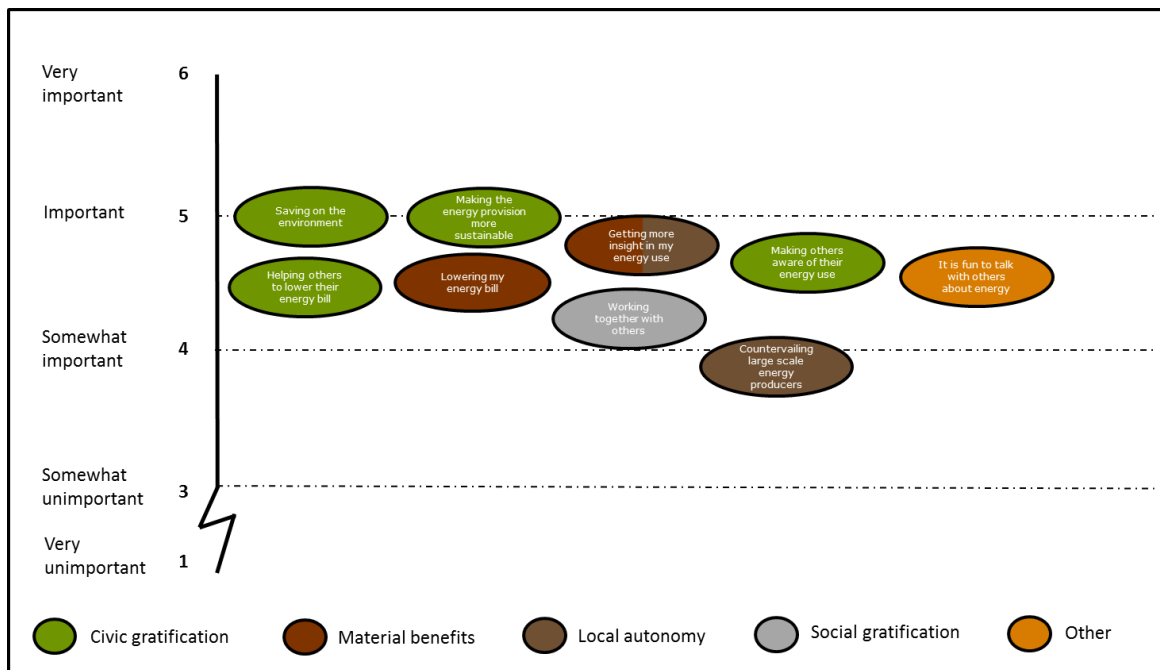 Very
important
6
Important
5
Somewhat
important
4
Somewhat
unimportant
3
Very
unimportant
1
Saving on the
environment
Making the
energy provision
more
sustainable
Getting more
insight in my
energy use
Making others
aware of their
energy use
It is fun to talk
with others
about energy
Helping others
to lower their
energy bill
Lowering my
energy bill
Working
together with
others
Countervailing
large scale
energy
producers
Civic gratification
Material benefits
Local autonomy
Social gratification
Other